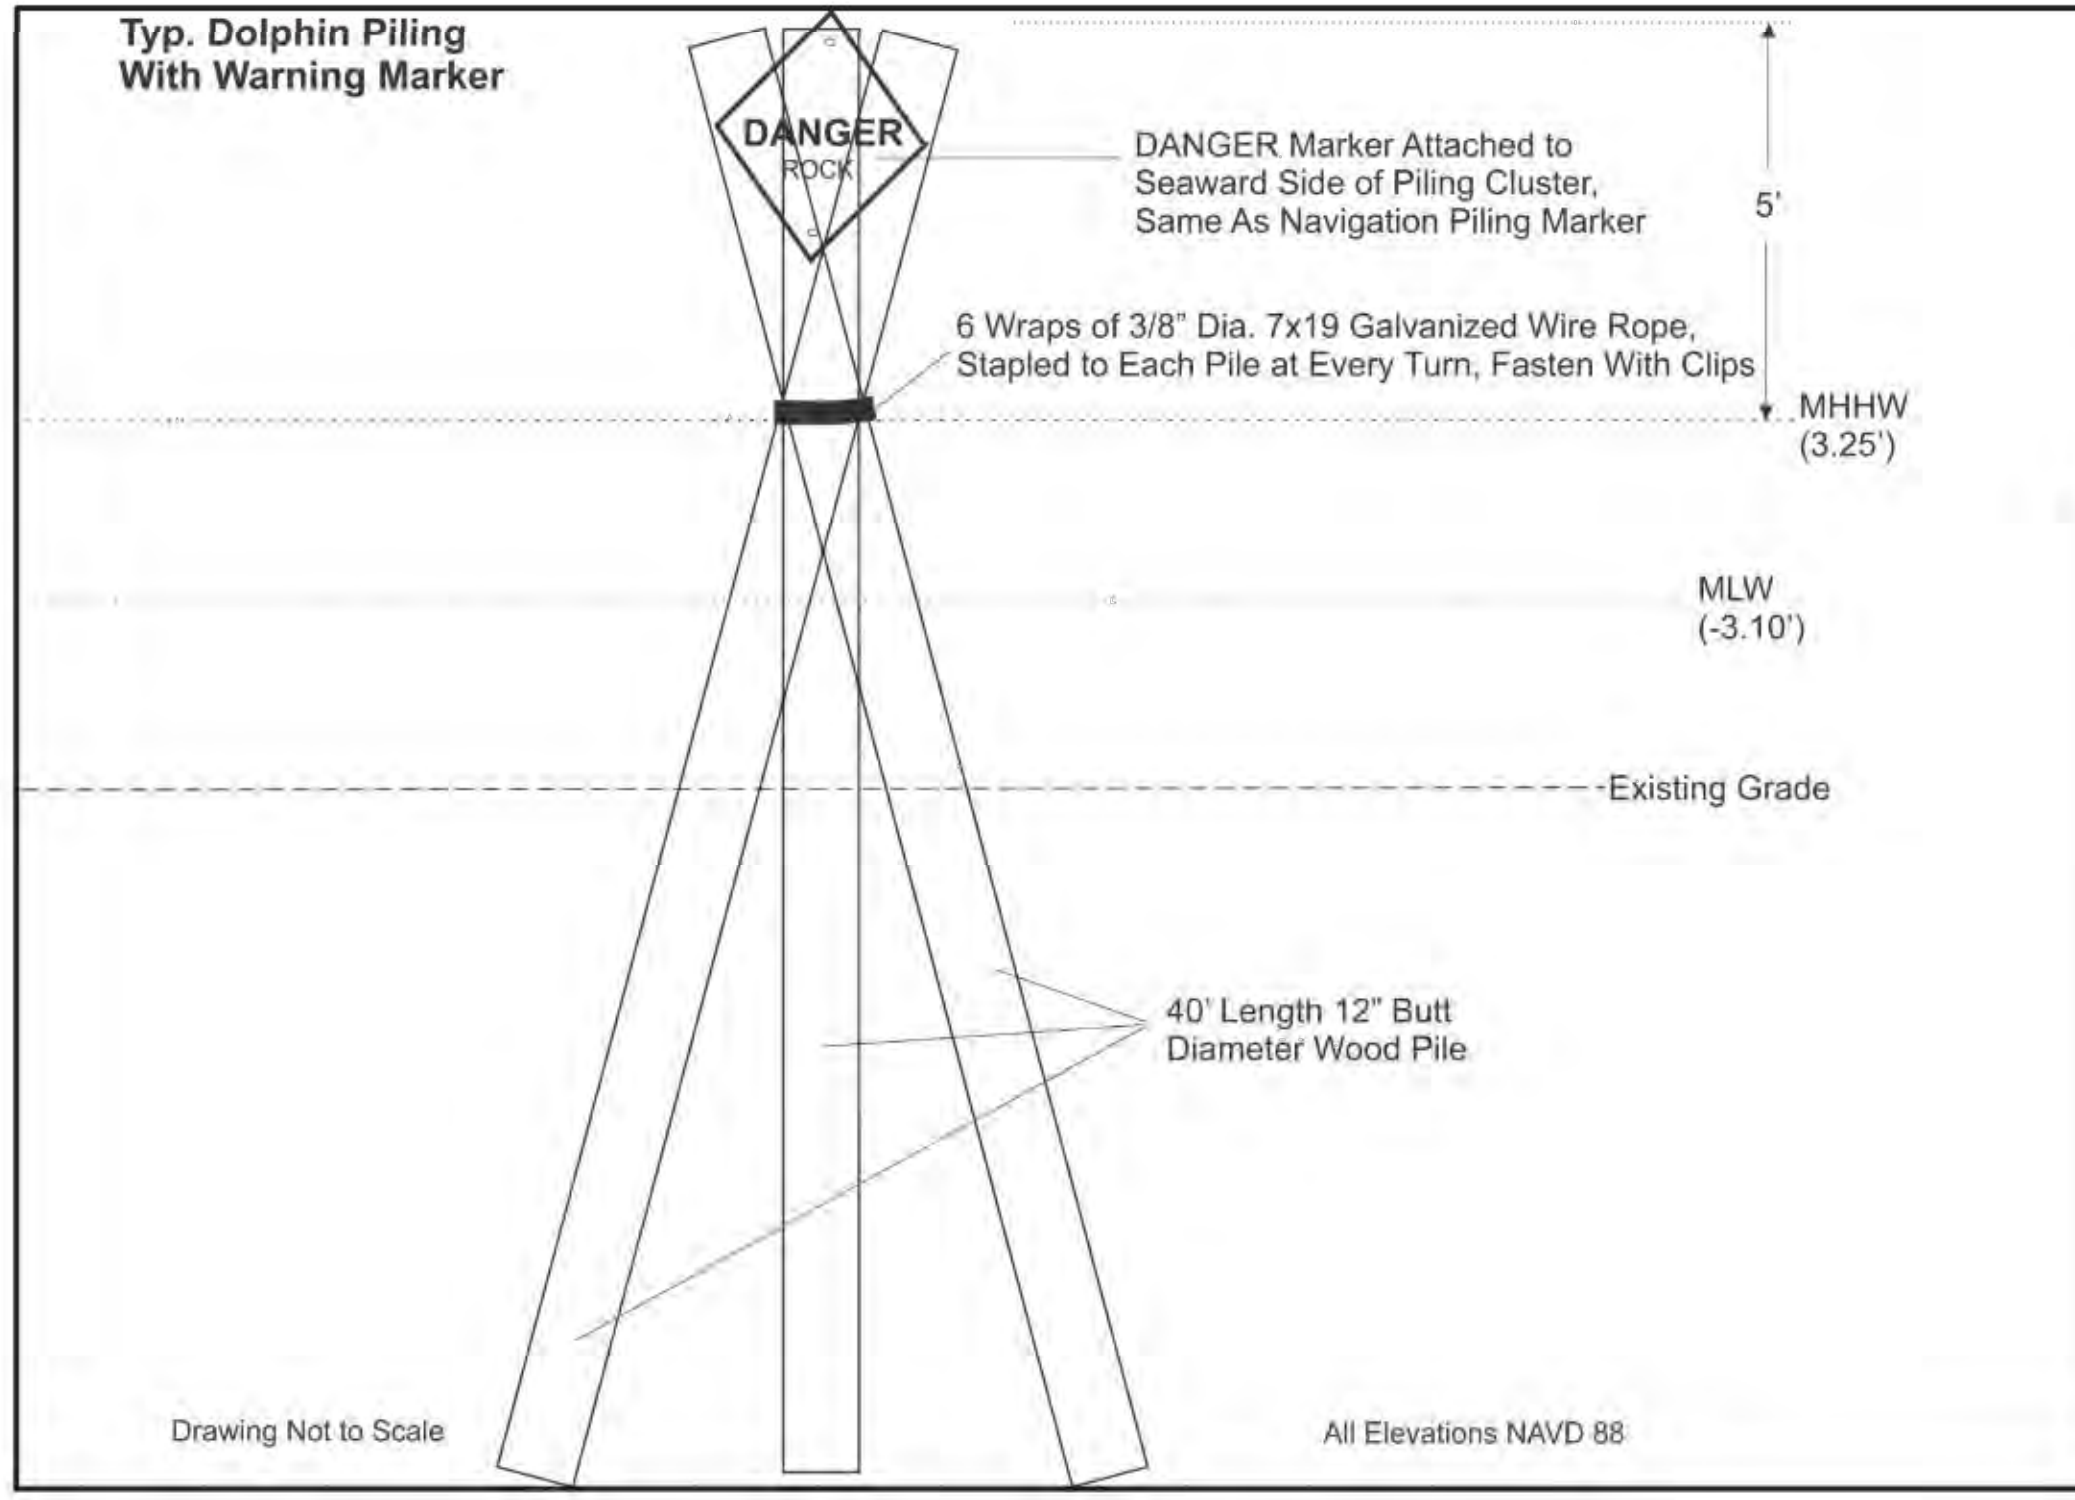 Typ. Dolphin Piling
With Warning Marker
DANGER
ROCK
DANGER Marker Attached to
Seaward Side of Piling Cluster,
Same As Navigation Piling Marker
5'
6 Wraps of 3/8" Dia. 7x19 Galvanized Wire Rope,
Stapled to Each Pile at Every Turn, Fasten With Clips
MHHW
(3.25')
MLW
(-3.10')
Existing Grade
40' Length 12" Butt
Diameter Wood Pile
Drawing Not to Scale
All Elevations NAVD 88